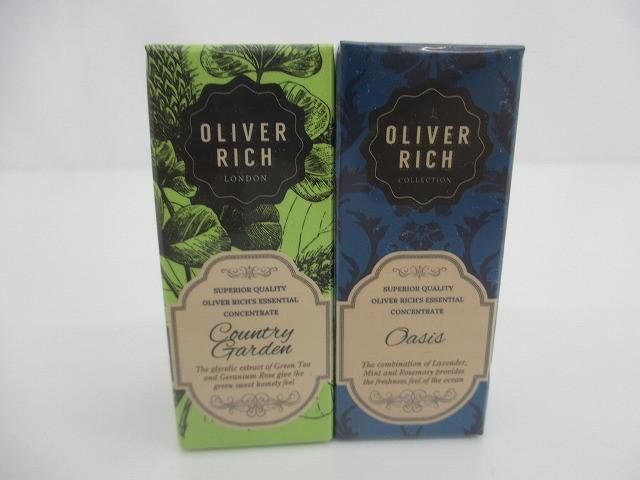 OLIVER
RICH
LONDON
SUPERIOR QUALITY
OLIVER RICH'S ESSENTIAL
CONCENTRATE
Country
Garden
The glycolic extract of Green Tea
and Geranium Rose give the
green sweet homely feel
OLIVER
RICH
COLLECTION
SUPERIOR QUALITY
OLIVER RICH'S ESSENTIAL
CONCENTRATE
Oasis
The combination of Lavender,
Mint and Rosemary provides
the freshness feel of the ocean